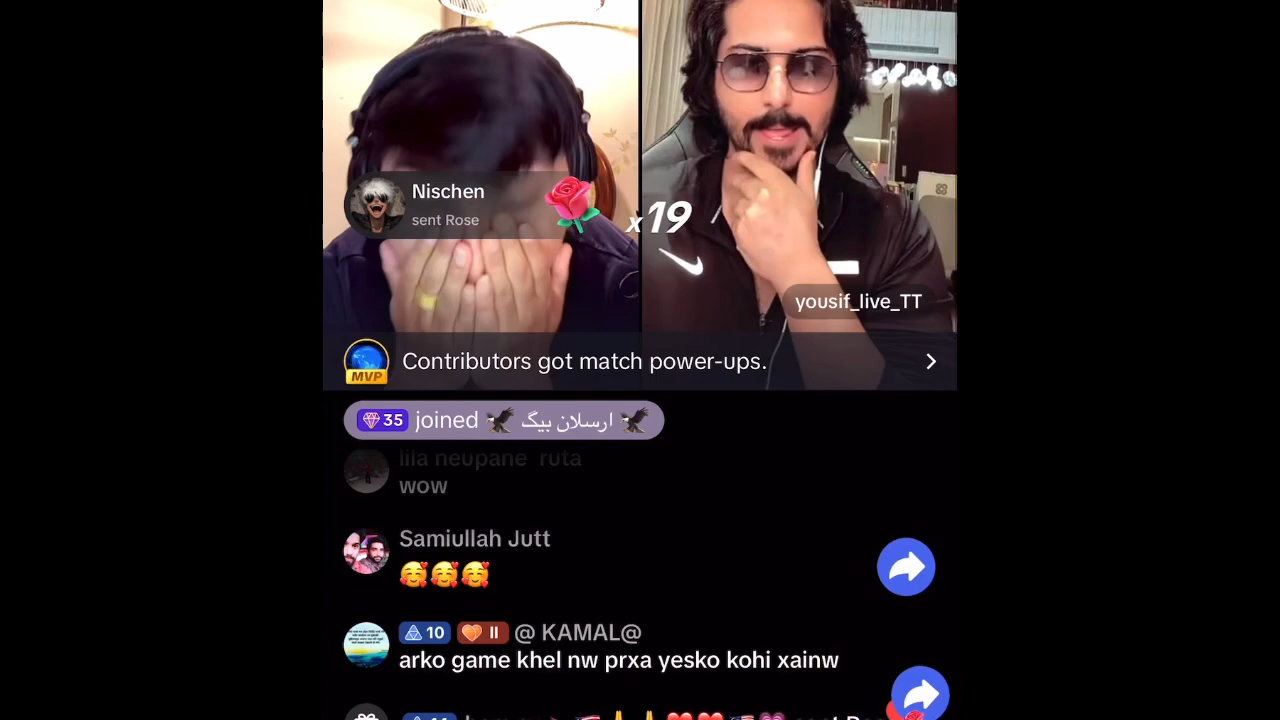 Nischen
sent Rose
x19
yousif_live_TT
MVP
Contributors got match power-ups.
35 joined 🦅 ارسلان بیگ 🦅
lila neupane ruta
wow
Samiullah Jutt
🥰🥰🥰
10 II @ KAMAL@
arko game khel nw prxa yesko kohi xainw